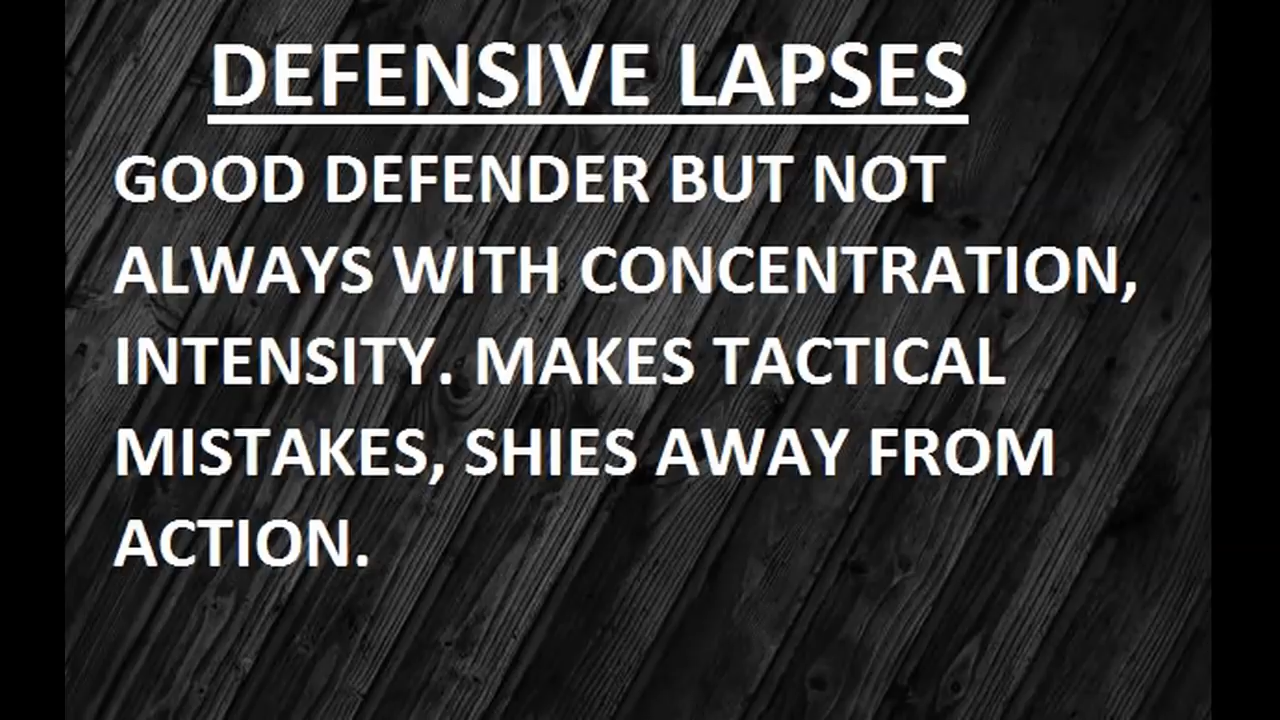 DEFENSIVE LAPSES
GOOD DEFENDER BUT NOT
ALWAYS WITH CONCENTRATION,
INTENSITY. MAKES TACTICAL
MISTAKES, SHIES AWAY FROM
ACTION.